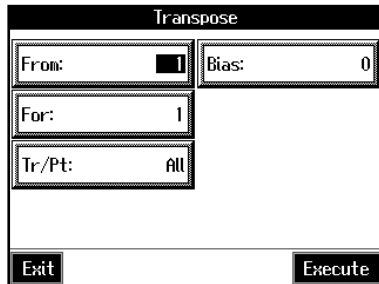 Transpose
From: 1 Bias: 0
For: 1
Tr/Pt: All
Exit Execute